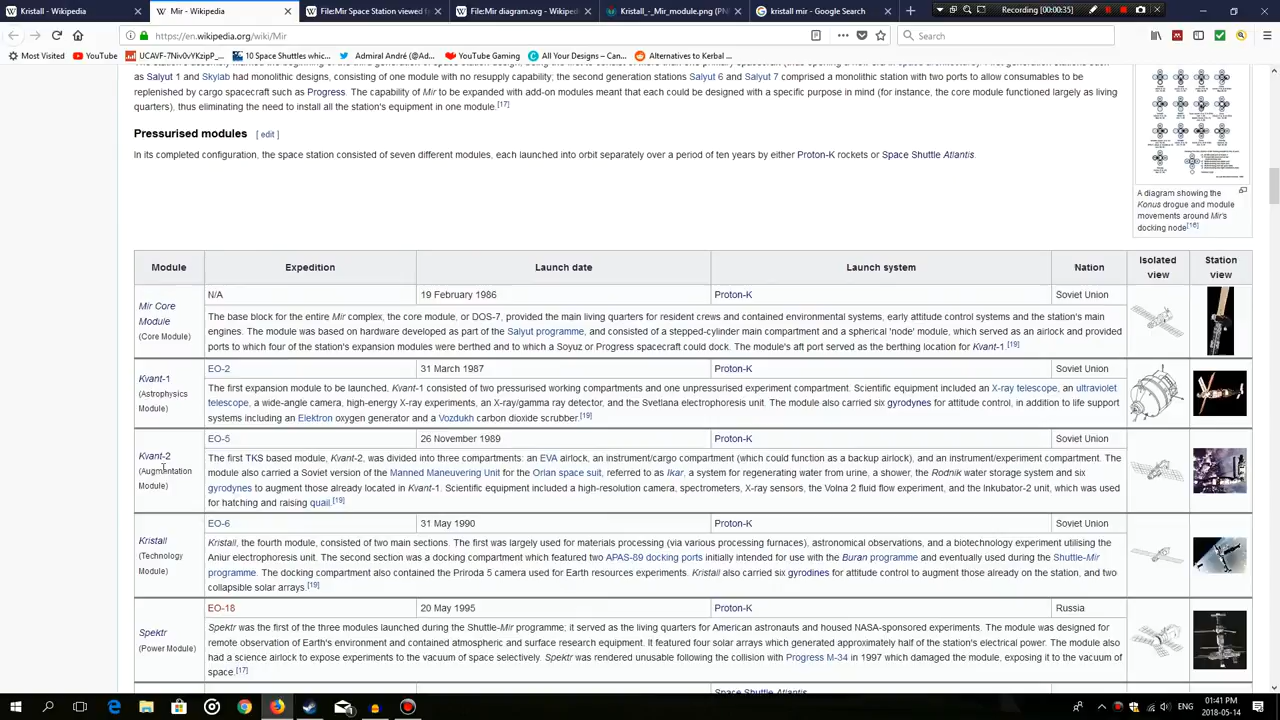 Kristall - Wikipedia
Mir - Wikipedia
File:Mir Space Station viewed f
File:Mir diagram.svg - Wikiped
Kristall_-_Mir_module.png (PN
kristall mir - Google Search
Recording [00:00:35]
https://en.wikipedia.org/wiki/Mir
Search
Most Visited
YouTube
UCAVF-7Niv0vYKzipP_...
10 Space Shuttles whic...
Admiral André (@Ad...
YouTube Gaming
All Your Designs – Can...
Alternatives to Kerbal ...
as Salyut 1 and Skylab had monolithic designs, consisting of one module with no resupply capability; the second generation stations Salyut 6 and Salyut 7 comprised a monolithic station with two ports to allow consumables to
replenished by cargo spacecraft such as Progress. The capability of Mir to be expanded with add-on modules meant that each could be designed with a specific purpose in mind (for instance, the core module functioned largely as living
quarters), thus eliminating the need to install all the station's equipment in one module.[17]
Pressurised modules [ edit ]
In its completed configuration, the space station consisted of seven different modules, each launched into orbit separately over a period of ten years by either Proton-K rockets or Space Shuttle Atlantis.
A diagram showing the
Konus drogue and module
movements around Mir's
docking node[16]
Module Expedition Launch date Launch system Nation Isolated view Station view
Mir Core
Module
(Core Module)
N/A 19 February 1986 Proton-K Soviet Union
The base block for the entire Mir complex, the core module, or DOS-7, provided the main living quarters for resident crews and contained environmental systems, early attitude control systems and the station's main
engines. The module was based on hardware developed as part of the Salyut programme, and consisted of a stepped-cylinder main compartment and a spherical 'node' module, which served as an airlock and provided
ports to which four of the station's expansion modules were berthed and to which a Soyuz or Progress spacecraft could dock. The module's aft port served as the berthing location for Kvant-1.[19]
Kvant-1
(Astrophysics
Module)
EO-2 31 March 1987 Proton-K Soviet Union
The first expansion module to be launched, Kvant-1 consisted of two pressurised working compartments and one unpressurised experiment compartment. Scientific equipment included an X-ray telescope, an ultraviolet
telescope, a wide-angle camera, high-energy X-ray experiments, an X-ray/gamma ray detector, and the Svetlana electrophoresis unit. The module also carried six gyrodynes for attitude control, in addition to life support
systems including an Elektron oxygen generator and a Vozdukh carbon dioxide scrubber.[19]
Kvant-2
(Augmentation
Module)
EO-5 26 November 1989 Proton-K Soviet Union
The first TKS based module, Kvant-2, was divided into three compartments: an EVA airlock, an instrument/cargo compartment (which could function as a backup airlock), and an instrument/experiment compartment. The
module also carried a Soviet version of the Manned Maneuvering Unit for the Orlan space suit, referred to as Ikar, a system for regenerating water from urine, a shower, the Rodnik water storage system and six
gyrodynes to augment those already located in Kvant-1. Scientific equipment included a high-resolution camera, spectrometers, X-ray sensors, the Volna 2 fluid flow experiment, and the Inkubator-2 unit, which was used
for hatching and raising quail.[19]
Kristall
(Technology
Module)
EO-6 31 May 1990 Proton-K Soviet Union
Kristall, the fourth module, consisted of two main sections. The first was largely used for materials processing (via various processing furnaces), astronomical observations, and a biotechnology experiment utilising the
Aniur electrophoresis unit. The second section was a docking compartment which featured two APAS-89 docking ports initially intended for use with the Buran programme and eventually used during the Shuttle-Mir
programme. The docking compartment also contained the Priroda 5 camera used for Earth resources experiments. Kristall also carried six gyrodines for attitude control to augment those already on the station, and two
collapsible solar arrays.[19]
Spektr
(Power Module)
EO-18 20 May 1995 Proton-K Russia
Spektr was the first of the three modules launched during the Shuttle-Mir programme; it served as the living quarters for American astronauts and housed NASA-sponsored experiments. The module was designed for
remote observation of Earth's environment and contained atmospheric and surface research equipment. It featured four solar arrays which generated approximately half of the station's electrical power. The module also
had a science airlock to expose experiments to the vacuum of space selectively. Spektr was rendered unusable following the collision with Progress M-34 in 1997 which damaged the module, exposing it to the vacuum of
space.[17]
Space Shuttle Atlantis
ENG
01:41 PM
2018-05-14